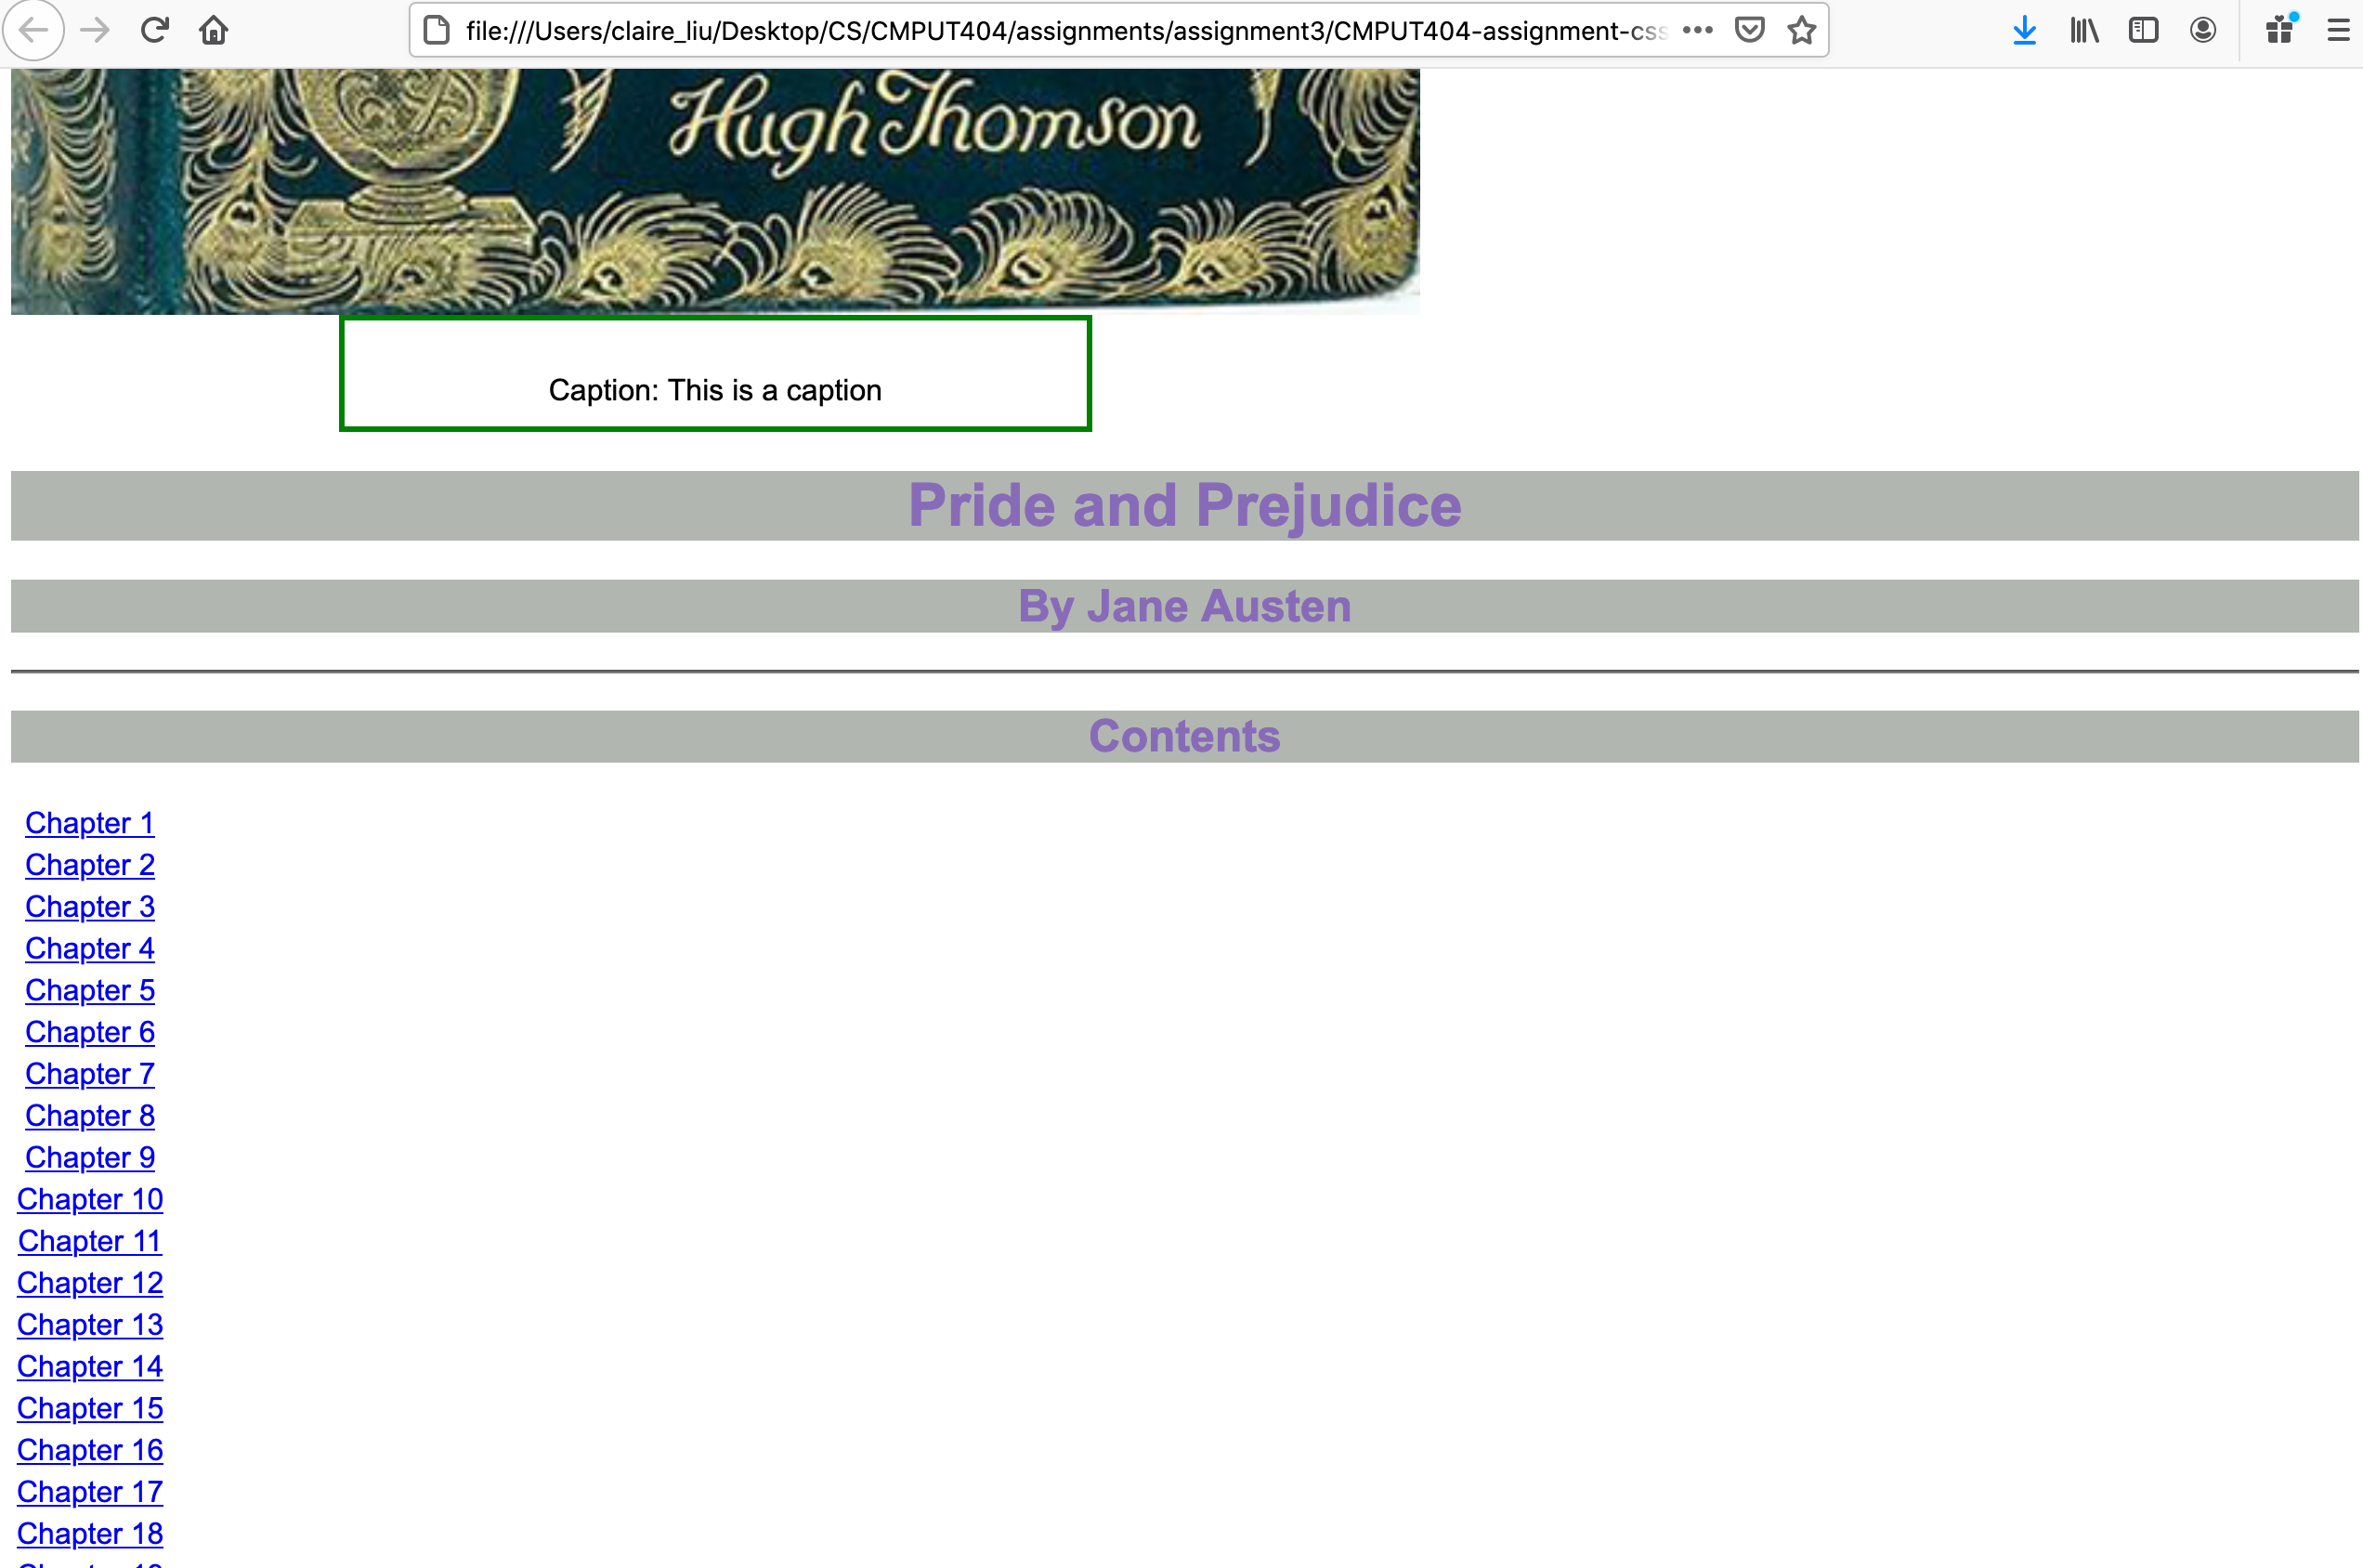 file:///Users/claire_liu/Desktop/CS/CMPUT404/assignments/assignment3/CMPUT404-assignment-css
Hugh Thomson
Caption: This is a caption
Pride and Prejudice
By Jane Austen
Contents
Chapter 1
Chapter 2
Chapter 3
Chapter 4
Chapter 5
Chapter 6
Chapter 7
Chapter 8
Chapter 9
Chapter 10
Chapter 11
Chapter 12
Chapter 13
Chapter 14
Chapter 15
Chapter 16
Chapter 17
Chapter 18